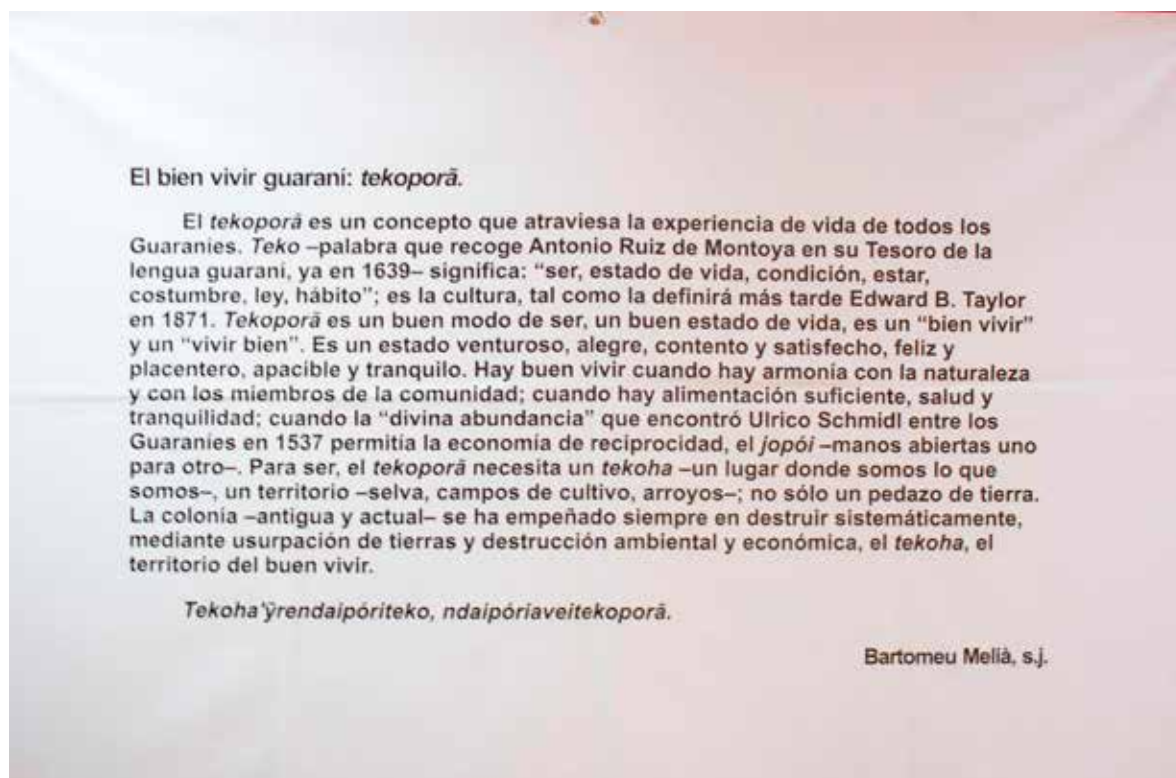 El bien vivir guaraní: tekoporã.
El tekoporã es un concepto que atraviesa la experiencia de vida de todos los
Guaraníes. Teko –palabra que recoge Antonio Ruiz de Montoya en su Tesoro de la
lengua guaraní, ya en 1639– significa: “ser, estado de vida, condición, estar,
costumbre, ley, hábito”; es la cultura, tal como la definirá más tarde Edward B. Taylor
en 1871. Tekoporã es un buen modo de ser, un buen estado de vida, es un “bien vivir”
y un “vivir bien”. Es un estado venturoso, alegre, contento y satisfecho, feliz y
placentero, apacible y tranquilo. Hay buen vivir cuando hay armonía con la naturaleza
y con los miembros de la comunidad; cuando hay alimentación suficiente, salud y
tranquilidad; cuando la “divina abundancia” que encontró Ulrico Schmidl entre los
Guaraníes en 1537 permitía la economía de reciprocidad, el jopói –manos abiertas uno
para otro–. Para ser, el tekoporã necesita un tekoha –un lugar donde somos lo que
somos–, un territorio –selva, campos de cultivo, arroyos–; no sólo un pedazo de tierra.
La colonia –antigua y actual– se ha empeñado siempre en destruir sistemáticamente,
mediante usurpación de tierras y destrucción ambiental y económica, el tekoha, el
territorio del buen vivir.
Tekoha'ỹrendaipóriteko, ndaipóriaveitekoporã.
Bartomeu Melià, s.j.